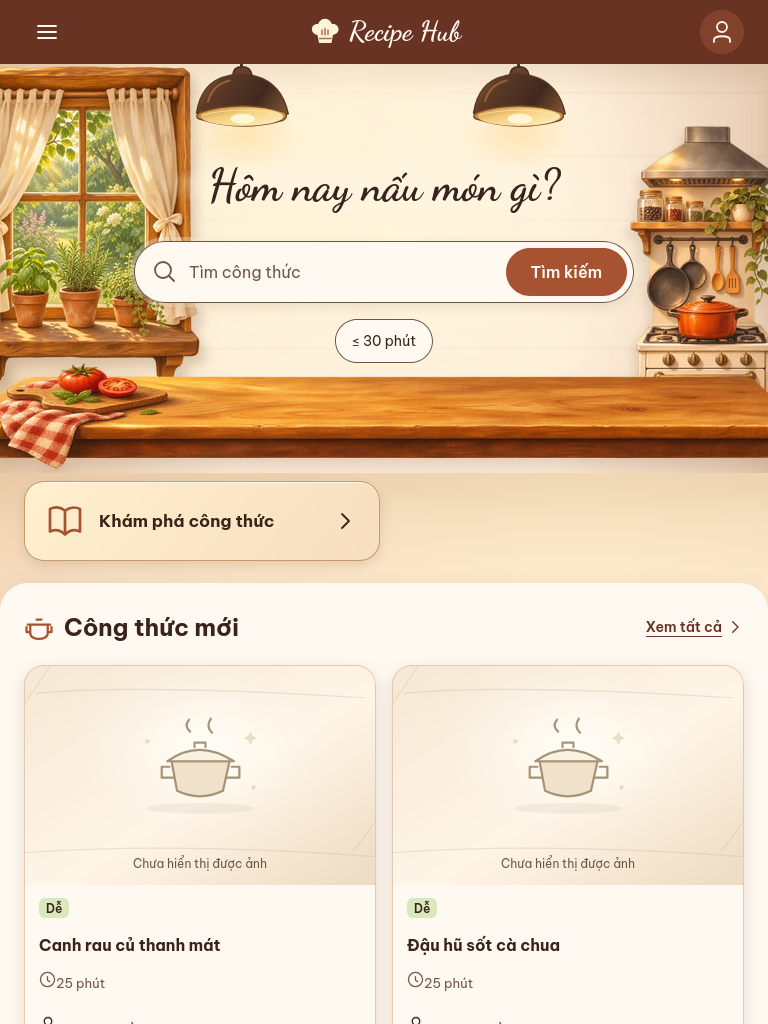 Recipe Hub
Hôm nay nấu món gì?
Tìm công thức
Tìm kiếm
≤ 30 phút
Khám phá công thức
Công thức mới
Xem tất cả
Chưa hiển thị được ảnh
Chưa hiển thị được ảnh
Dễ
Dễ
Canh rau củ thanh mát
Đậu hũ sốt cà chua
25 phút
25 phút